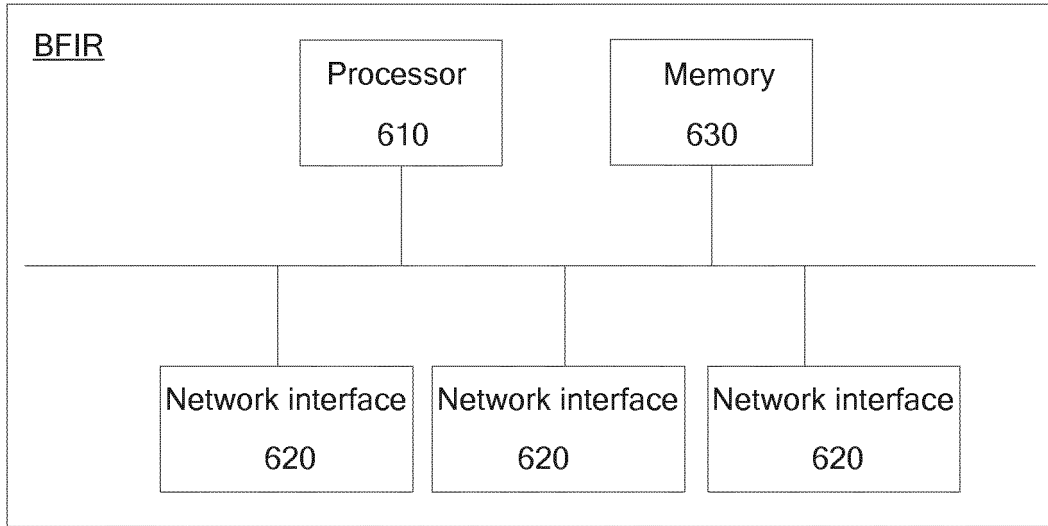 BFIR
Processor
610
Memory
630
Network interface
620
Network interface
620
Network interface
620